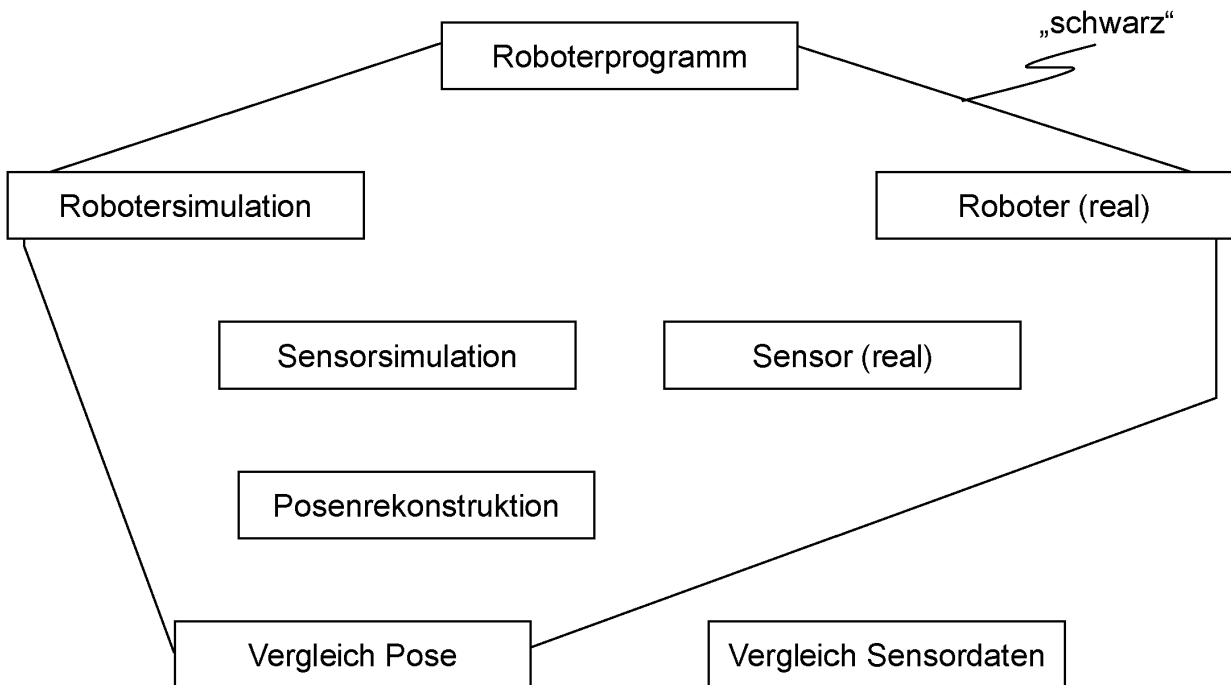 „schwarz“
Roboterprogramm
Robotersimulation
Roboter (real)
Sensorsimulation
Sensor (real)
Posenrekonstruktion
Vergleich Pose
Vergleich Sensordaten